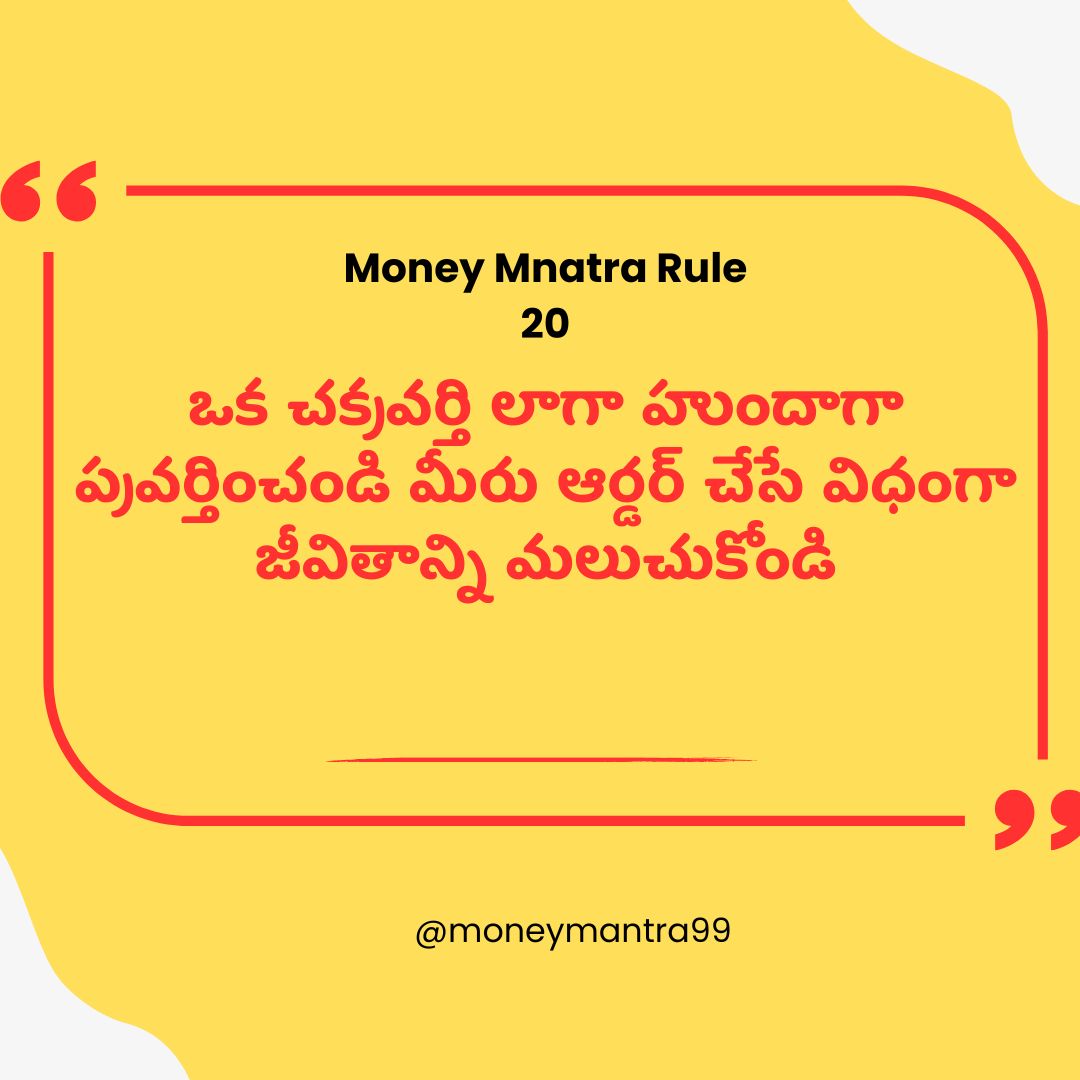 Money Mnatra Rule
20
ఒక చక్రవర్తి లాగా హుందాగా
ప్రవర్తించండి మీరు ఆర్డర్ చేసే విధంగా
జీవితాన్ని మలుచుకోండి
@moneymantra99